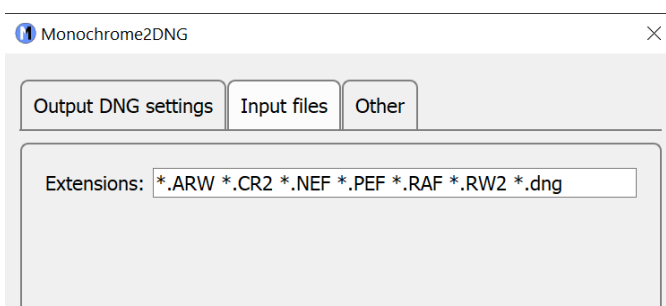 Monochrome2DNG
Output DNG settings Input files Other
Extensions: *.ARW *.CR2 *.NEF *.PEF *.RAF *.RW2 *.dng